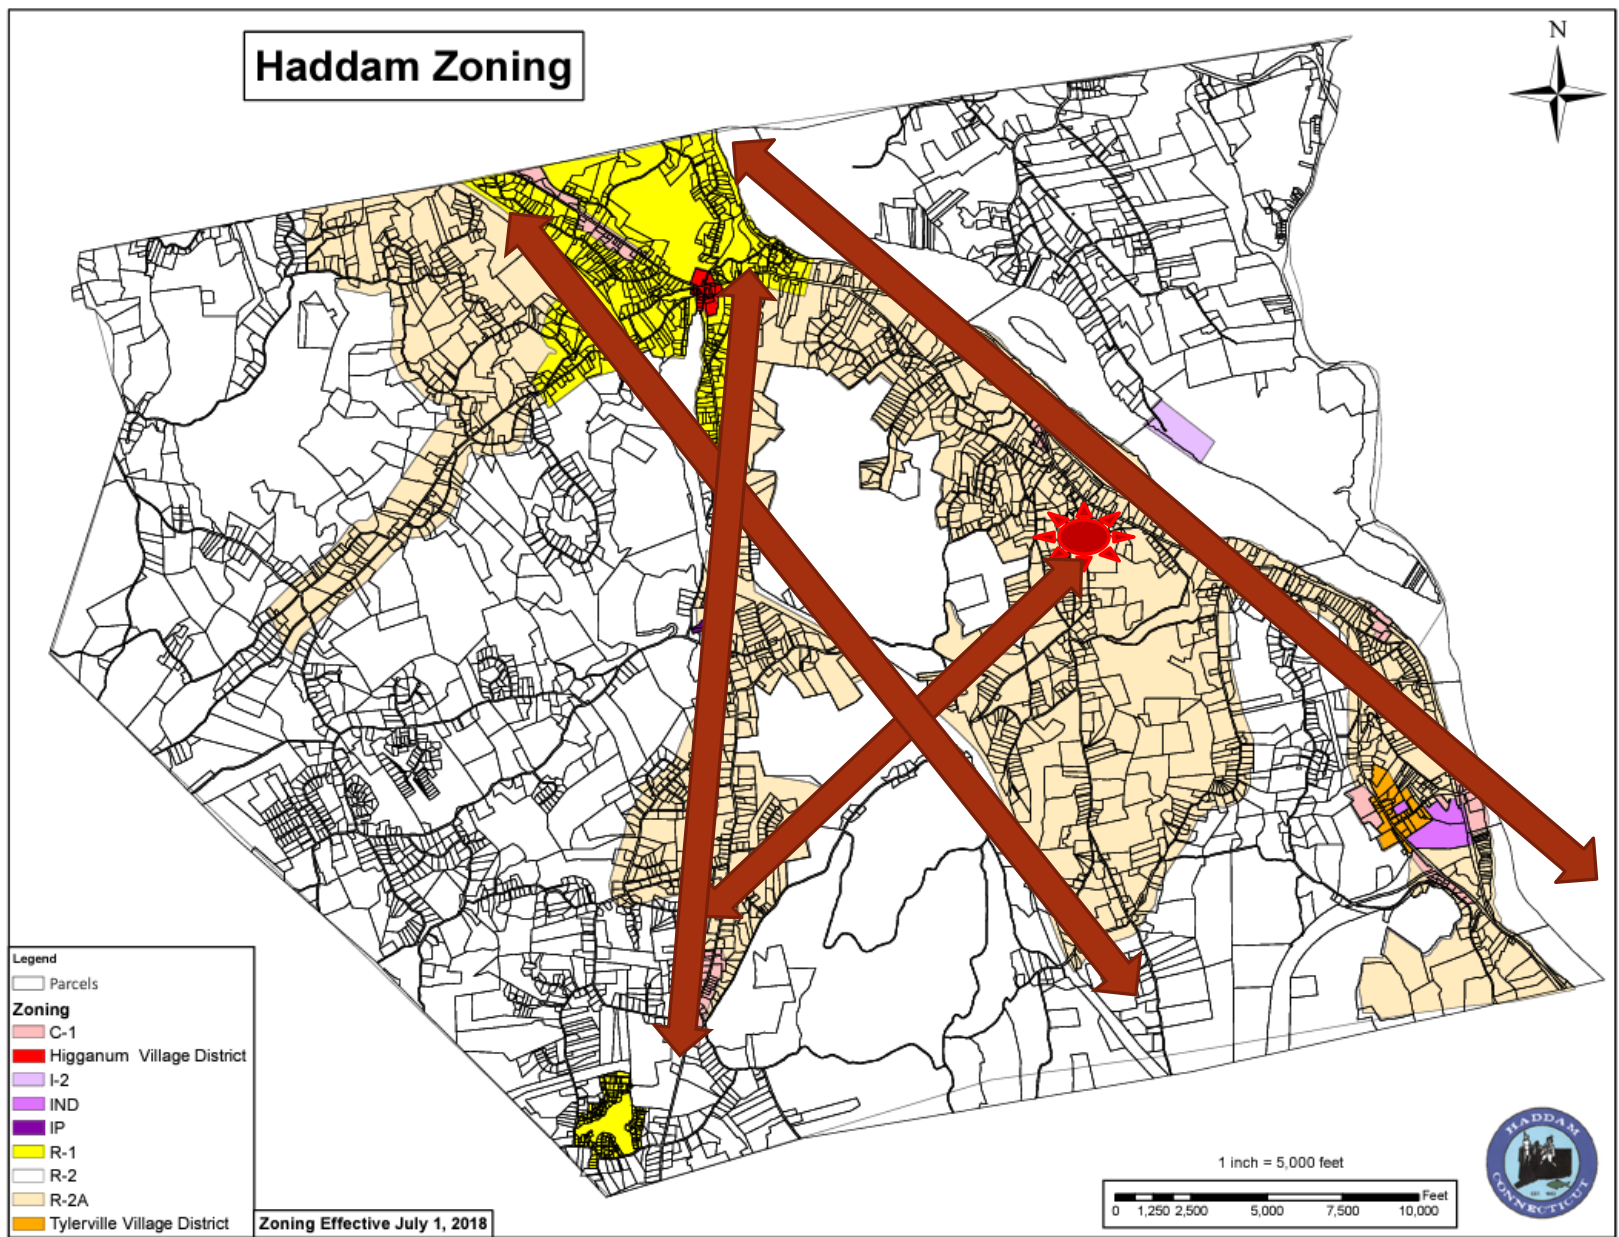 Haddam Zoning
N
Legend
Parcels
Zoning
C-1
Higganum Village District
I-2
IND
IP
R-1
R-2
R-2A
Tylerville Village District
Zoning Effective July 1, 2018
1 inch = 5,000 feet
Feet
0 1,250 2,500 5,000 7,500 10,000
HADDAM
CONNECTICUT